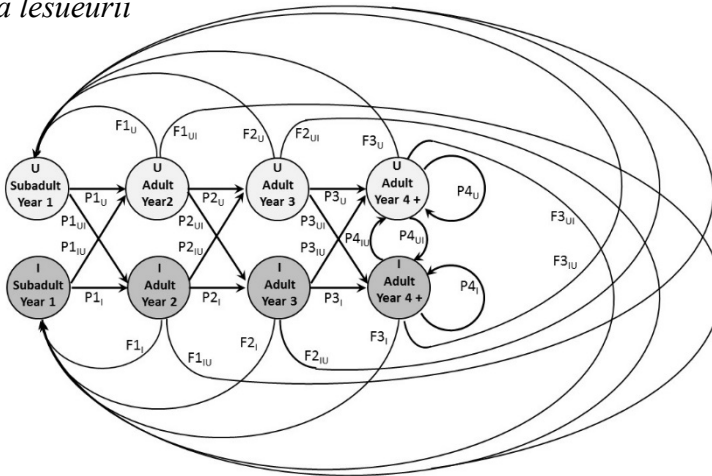 a lesueurii
F1U
F1UI
F2U
F2UI
F3U
U
Subadult
Year 1
U
Adult
Year2
U
Adult
Year 3
U
Adult
Year 4 +
P1U
P2U
P3U
P4U
P1UI
P2UI
P3UI
P4IU
P4UI
P1IU
P2IU
P3IU
F3UI
F3IU
I
Subadult
Year 1
I
Adult
Year 2
I
Adult
Year 3
I
Adult
Year 4 +
P1I
P2I
P3I
P4I
F1I
F1IU
F2I
F2IU
F3I